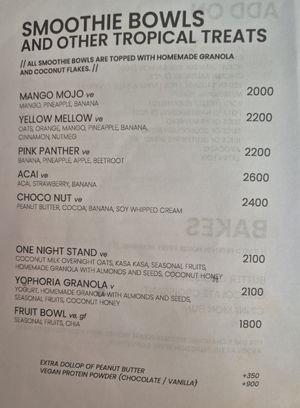 SMOOTHIE BOWLS
AND OTHER TROPICAL TREATS
// ALL SMOOTHIE BOWLS ARE TOPPED WITH HOMEMADE GRANOLA
AND COCONUT FLAKES. //
MANGO MOJO ve 2000
MANGO, PINEAPPLE, BANANA
YELLOW MELLOW ve 2200
OATS, ORANGE, MANGO, PINEAPPLE, BANANA,
CINNAMON, NUTMEG
PINK PANTHER ve 2200
BANANA, PINEAPPLE, APPLE, BEETROOT
ACAI ve 2600
ACAI, STRAWBERRY, BANANA
CHOCO NUT ve 2400
PEANUT BUTTER, COCOA, BANANA, SOY WHIPPED CREAM
ONE NIGHT STAND ve 2100
COCONUT MILK OVERNIGHT OATS, KASA KASA, SEASONAL FRUITS,
HOMEMADE GRANOLA WITH ALMONDS AND SEEDS, COCONUT HONEY
YOPHORIA GRANOLA v 2100
YOGURT, HOMEMADE GRANOLA WITH ALMONDS AND SEEDS,
SEASONAL FRUITS, COCONUT HONEY
FRUIT BOWL ve, gf 1800
SEASONAL FRUITS, CHIA
EXTRA DOLLOP OF PEANUT BUTTER +350
VEGAN PROTEIN POWDER (CHOCOLATE / VANILLA) +900